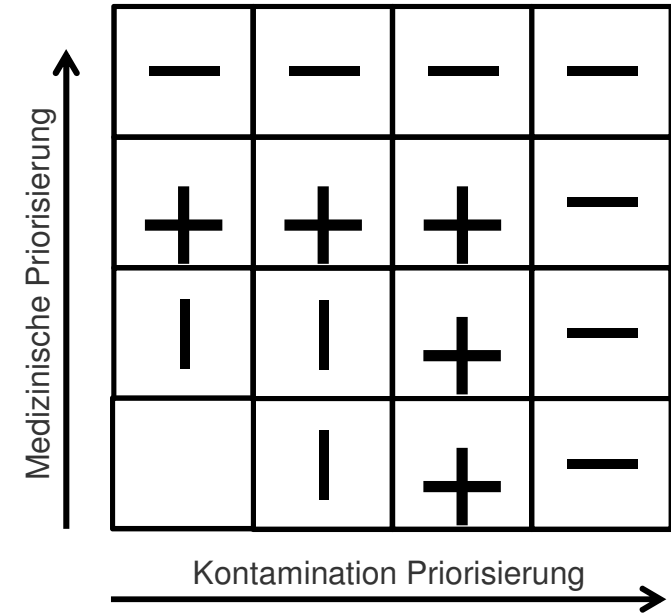 Medizinische Priorisierung
— — — —
+ + + —
| | + —
| + —
Kontamination Priorisierung